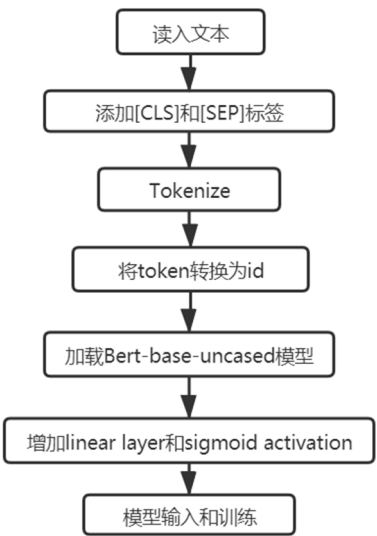 读入文本
添加[CLS]和[SEP]标签
Tokenize
将token转换为id
加载Bert-base-uncased模型
增加linear layer和sigmoid activation
模型输入和训练